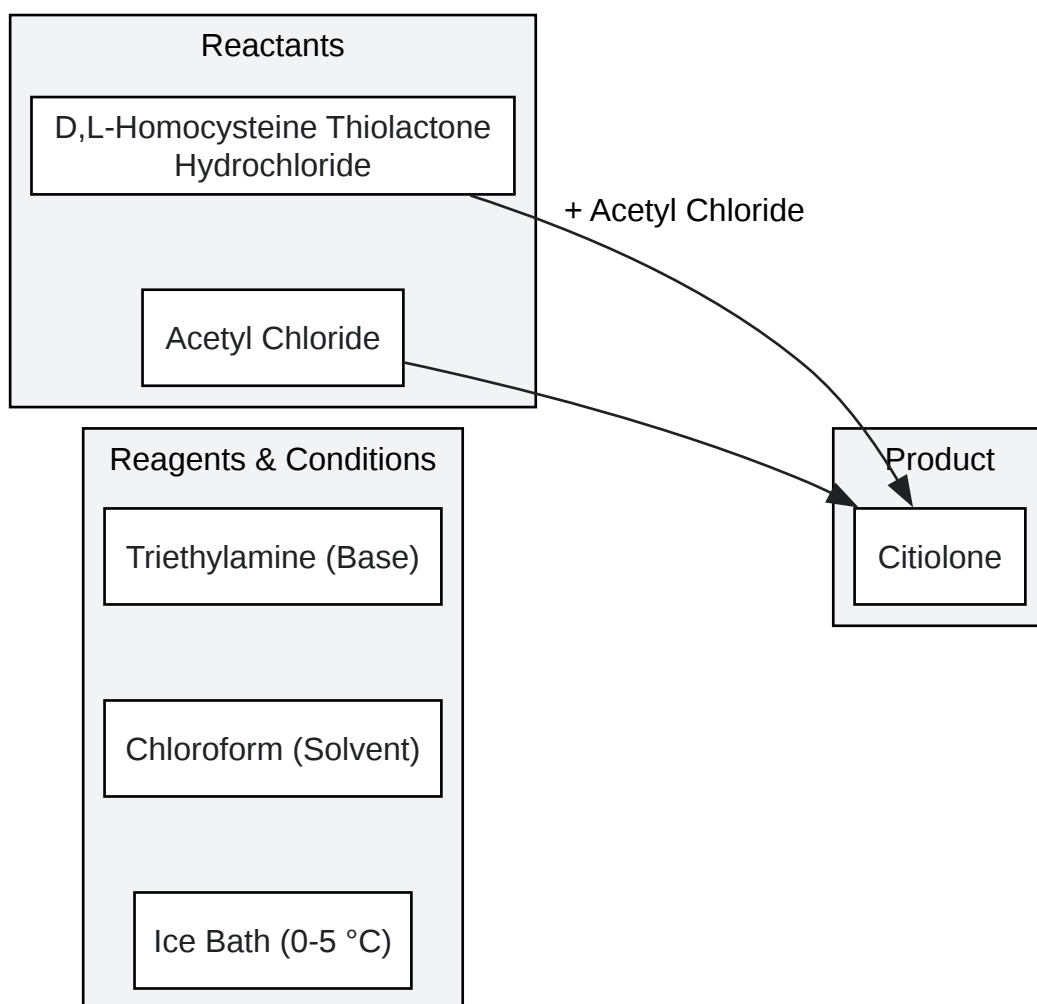 Reactants
D,L-Homocysteine Thiolactone
Hydrochloride
+ Acetyl Chloride
Acetyl Chloride
Reagents & Conditions
Product
Triethylamine (Base)
Citiolone
Chloroform (Solvent)
Ice Bath (0-5 °C)